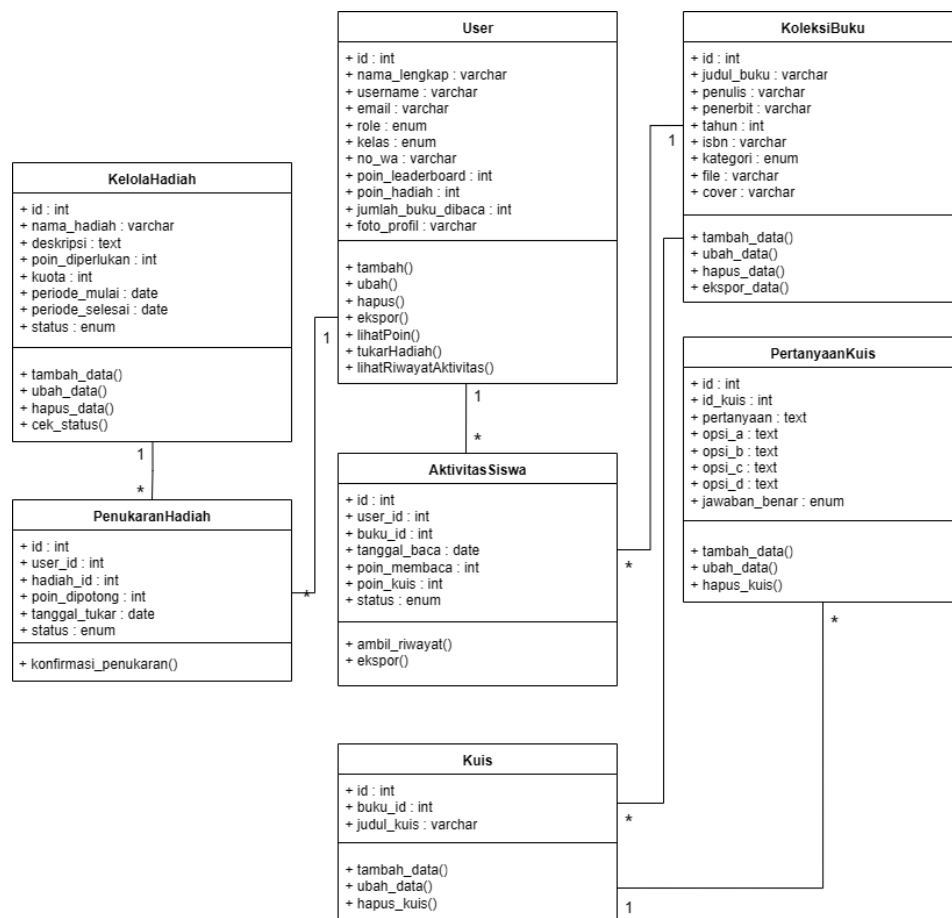 User
+ id : int
+ nama_lengkap : varchar
+ username : varchar
+ email : varchar
+ role : enum
+ kelas : enum
+ no_wa : varchar
+ poin_leaderboard : int
+ poin_hadiah : int
+ jumlah_buku_dibaca : int
+ foto_profil : varchar
+ tambah()
+ ubah()
+ hapus()
+ ekspor()
+ lihatPoin()
+ tukarHadiah()
+ lihatRiwayatAktivitas()
1
1
*
KoleksiBuku
+ id : int
+ judul_buku : varchar
+ penulis : varchar
+ penerbit : varchar
+ tahun : int
+ isbn : varchar
+ kategori : enum
+ file : varchar
+ cover : varchar
+ tambah_data()
+ ubah_data()
+ hapus_data()
+ ekspor_data()
1
KelolaHadiah
+ id : int
+ nama_hadiah : varchar
+ deskripsi : text
+ poin_diperlukan : int
+ kuota : int
+ periode_mulai : date
+ periode_selesai : date
+ status : enum
+ tambah_data()
+ ubah_data()
+ hapus_data()
+ cek_status()
1
*
PertanyaanKuis
+ id : int
+ id_kuis : int
+ pertanyaan : text
+ opsi_a : text
+ opsi_b : text
+ opsi_c : text
+ opsi_d : text
+ jawaban_benar : enum
+ tambah_data()
+ ubah_data()
+ hapus_kuis()
*
PenukaranHadiah
+ id : int
+ user_id : int
+ hadiah_id : int
+ poin_dipotong : int
+ tanggal_tukar : date
+ status : enum
+ konfirmasi_penukaran()
*
AktivitasSiswa
+ id : int
+ user_id : int
+ buku_id : int
+ tanggal_baca : date
+ poin_membaca : int
+ poin_kuis : int
+ status : enum
+ ambil_riwayat()
+ ekspor()
*
Kuis
+ id : int
+ buku_id : int
+ judul_kuis : varchar
+ tambah_data()
+ ubah_data()
+ hapus_kuis()
*
1